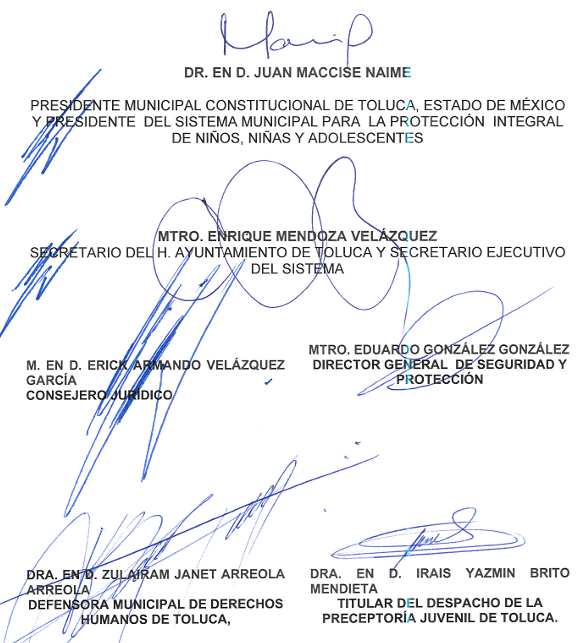 DR. EN D. JUAN MACCISE NAIME
PRESIDENTE MUNICIPAL CONSTITUCIONAL DE TOLUCA, ESTADO DE MÉXICO
Y PRESIDENTE DEL SISTEMA MUNICIPAL PARA LA PROTECCIÓN INTEGRAL
DE NIÑOS, NIÑAS Y ADOLESCENTES
MTRO. ENRIQUE MENDOZA VELÁZQUEZ
SECRETARIO DEL H. AYUNTAMIENTO DE TOLUCA Y SECRETARIO EJECUTIVO
DEL SISTEMA
M. EN D. ERICK ARMANDO VELÁZQUEZ
GARCÍA
CONSEJERO JURÍDICO
MTRO. EDUARDO GONZÁLEZ GONZÁLEZ
DIRECTOR GENERAL DE SEGURIDAD Y
PROTECCIÓN
DRA. EN D. ZULAIRAM JANET ARREOLA
ARREOLA
DEFENSORA MUNICIPAL DE DERECHOS
HUMANOS DE TOLUCA,
DRA. EN D. IRAIS YAZMIN BRITO
MENDIETA
TITULAR DEL DESPACHO DE LA
PRECEPTORÍA JUVENIL DE TOLUCA.